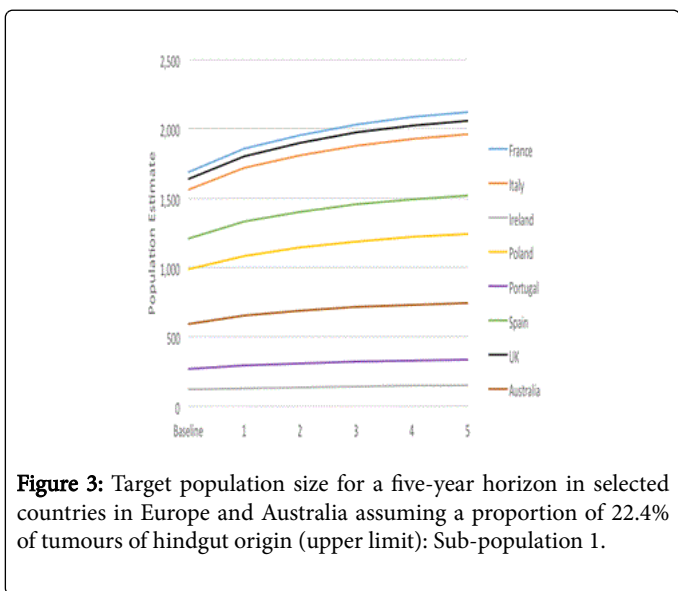 2,500
2,000
1,500
1,000
500
0
Population Estimate
Baseline 1 2 3 4 5
France
Italy
Ireland
Poland
Portugal
Spain
UK
Australia
Figure 3: Target population size for a five-year horizon in selected
countries in Europe and Australia assuming a proportion of 22.4%
of tumours of hindgut origin (upper limit): Sub-population 1.